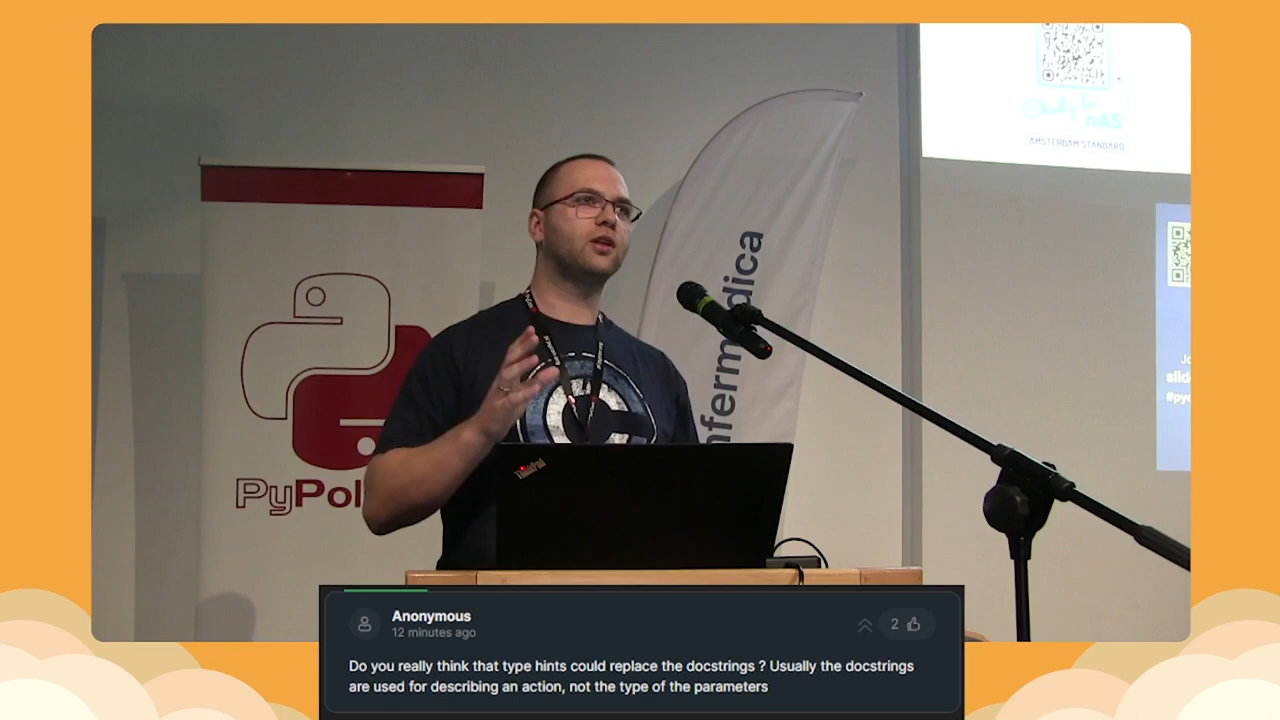 AMSTERDAM STANDARD
nfermedica
PyPol
ThinkPad
Anonymous
12 minutes ago
2
Do you really think that type hints could replace the docstrings ? Usually the docstrings
are used for describing an action, not the type of the parameters